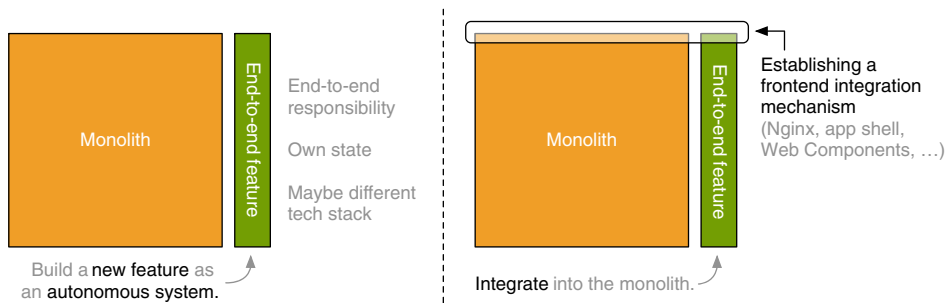 Monolith
End-to-end feature
End-to-end
responsibility
Own state
Maybe different
tech stack
Build a new feature as
an autonomous system.
Monolith
End-to-end feature
Establishing a
frontend integration
mechanism
(Nginx, app shell,
Web Components, …)
Integrate into the monolith.